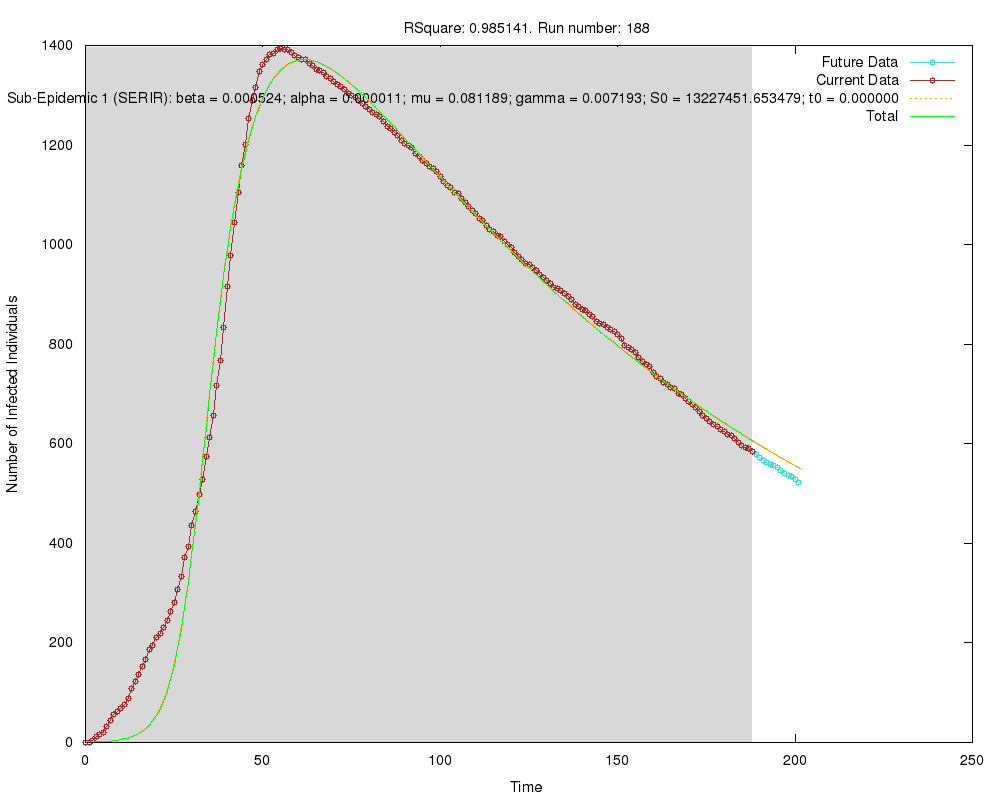 RSquare: 0.985141. Run number: 188
1400
1200
1000
800
600
400
200
0
Number of Infected Individuals
Future Data
Current Data
Sub-Epidemic 1 (SERIR): beta = 0.000524; alpha = 0.000011; mu = 0.081189; gamma = 0.007193; S0 = 13227451.653479; t0 = 0.000000
Total
0 50 100 150 200 250
Time